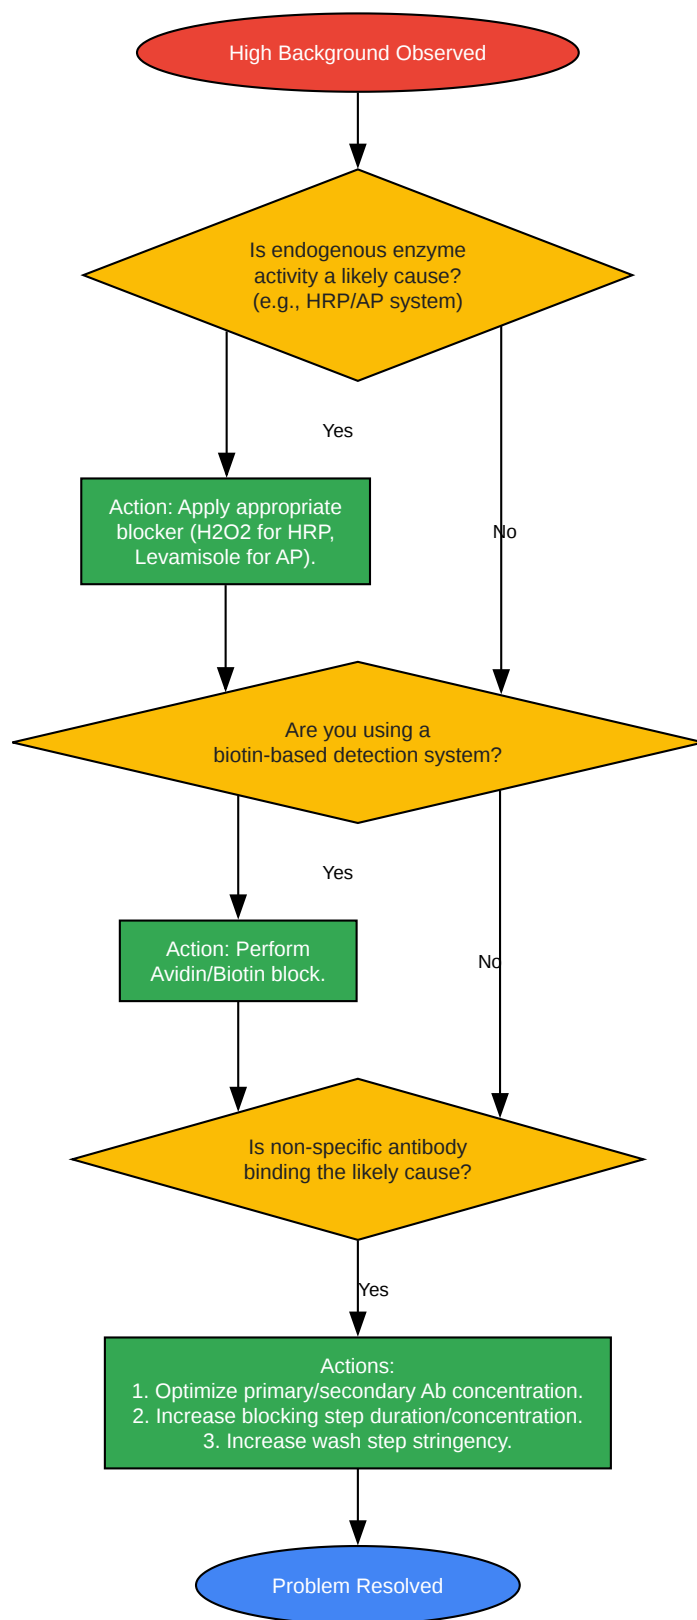 High Background Observed
Is endogenous enzyme
activity a likely cause?
(e.g., HRP/AP system)
Yes
Action: Apply appropriate
blocker (H2O2 for HRP,
Levamisole for AP).
No
Are you using a
biotin-based detection system?
Yes
Action: Perform
Avidin/Biotin block.
No
Is non-specific antibody
binding the likely cause?
Yes
Actions:
1. Optimize primary/secondary Ab concentration.
2. Increase blocking step duration/concentration.
3. Increase wash step stringency.
Problem Resolved